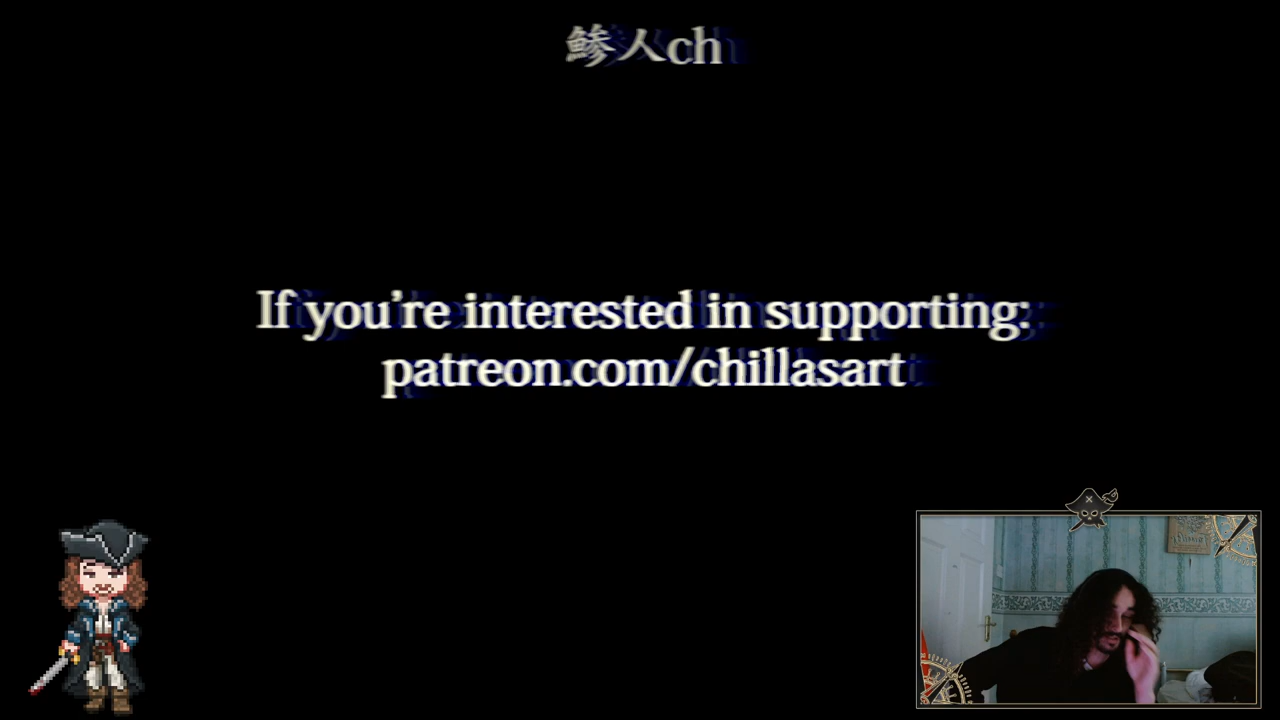 鯵人ch
If you're interested in supporting:
patreon.com/chillasart